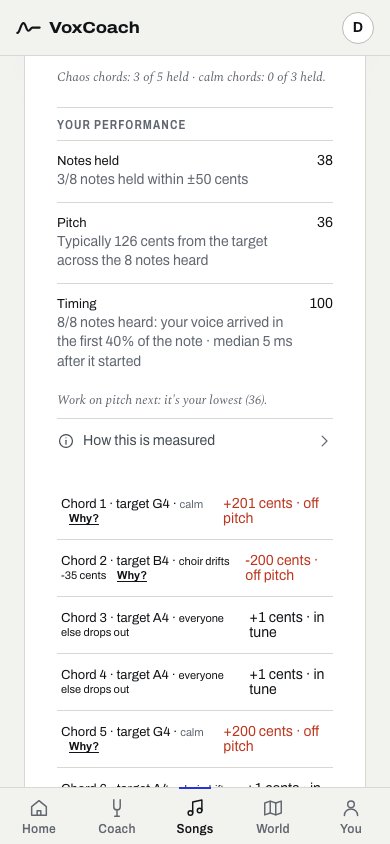 VoxCoach
D
Chaos chords: 3 of 5 held · calm chords: 0 of 3 held.
YOUR PERFORMANCE
Notes held 38
3/8 notes held within ±50 cents
Pitch 36
Typically 126 cents from the target
across the 8 notes heard
Timing 100
8/8 notes heard: your voice arrived in
the first 40% of the note · median 5 ms
after it started
Work on pitch next: it's your lowest (36).
How this is measured
Chord 1 · target G4 · calm +201 cents · off
Why? pitch
Chord 2 · target B4 · choir drifts -200 cents ·
-35 cents Why? off pitch
Chord 3 · target A4 · everyone +1 cents · in
else drops out tune
Chord 4 · target A4 · everyone +1 cents · in
else drops out tune
Chord 5 · target G4 · calm +200 cents · off
Why? pitch
Home Coach Songs World You